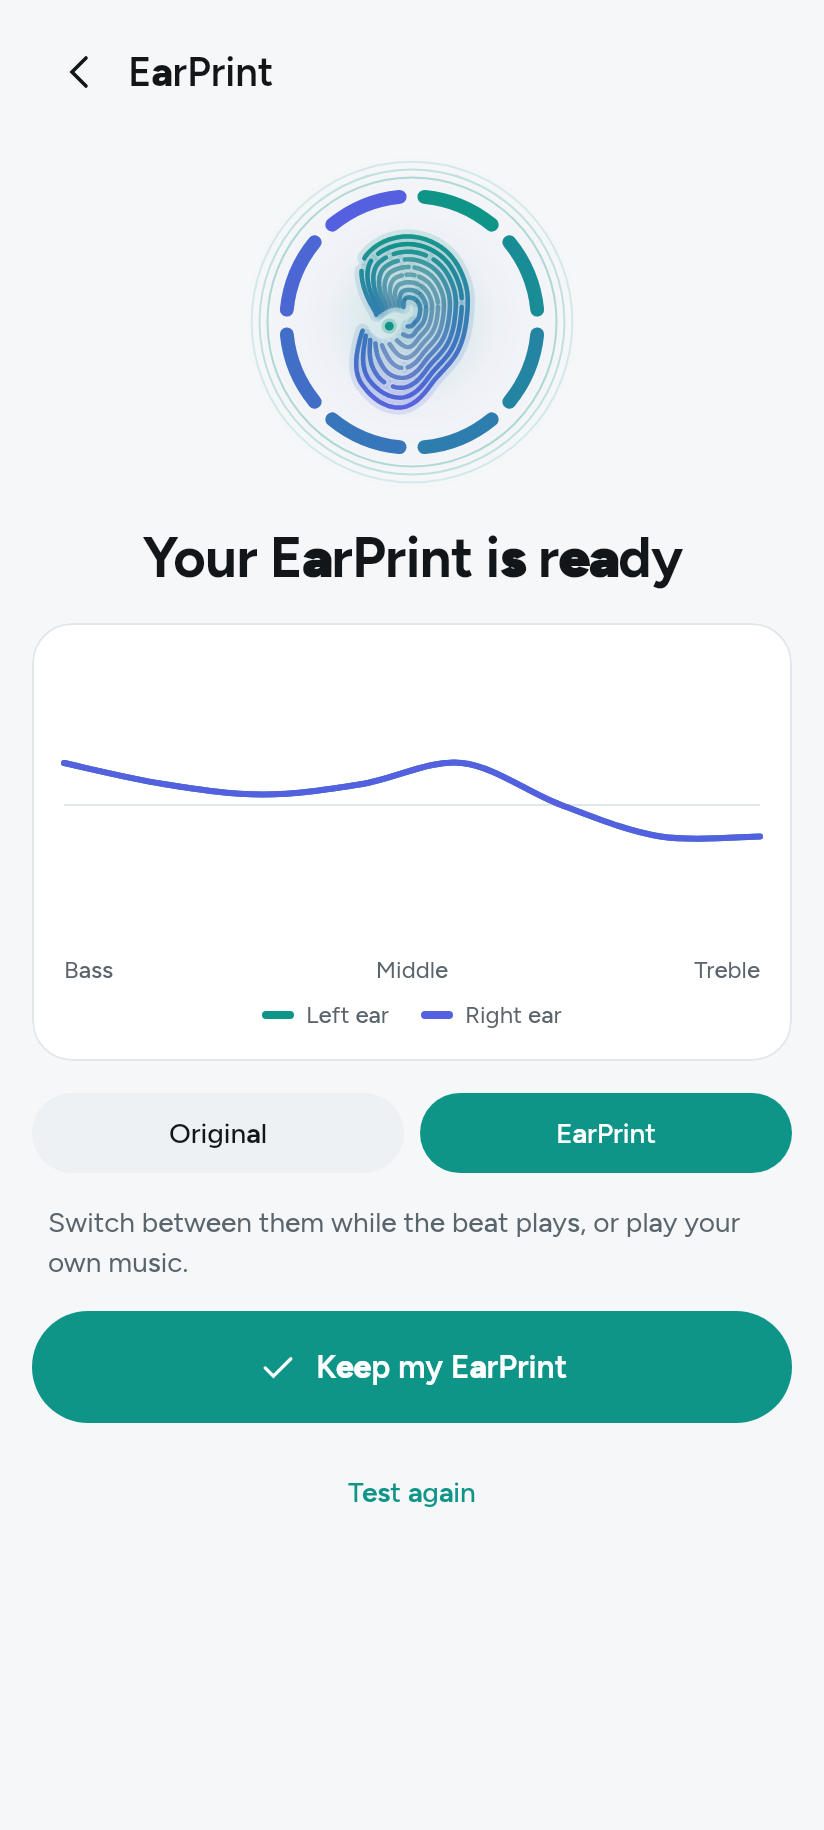 EarPrint
Your EarPrint is ready
Bass Middle Treble
Left ear Right ear
Original EarPrint
Switch between them while the beat plays, or play your
own music.
Keep my EarPrint
Test again